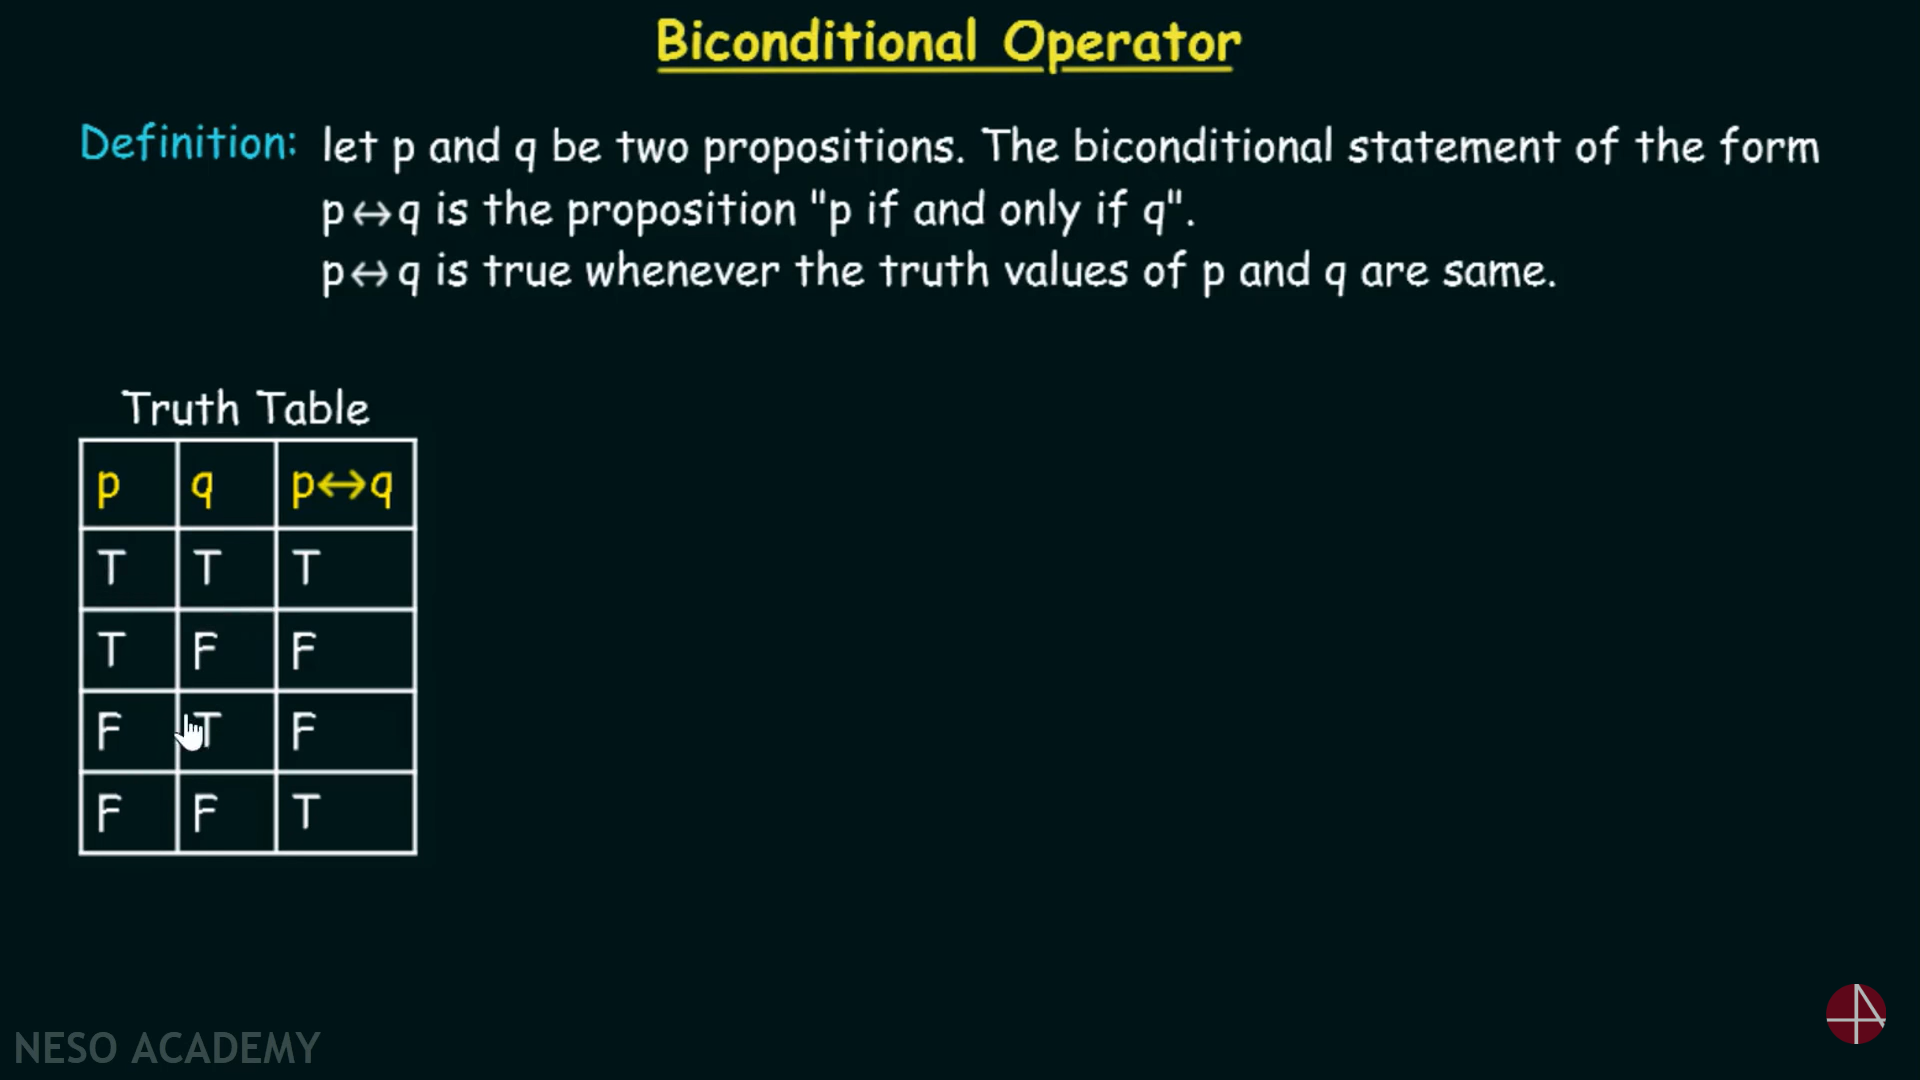 Biconditional Operator
Definition: let p and q be two propositions. The biconditional statement of the form
p↔q is the proposition "p if and only if q".
p↔q is true whenever the truth values of p and q are same.
Truth Table
p q p↔q
T T T
T F F
F T F
F F T
NESO ACADEMY